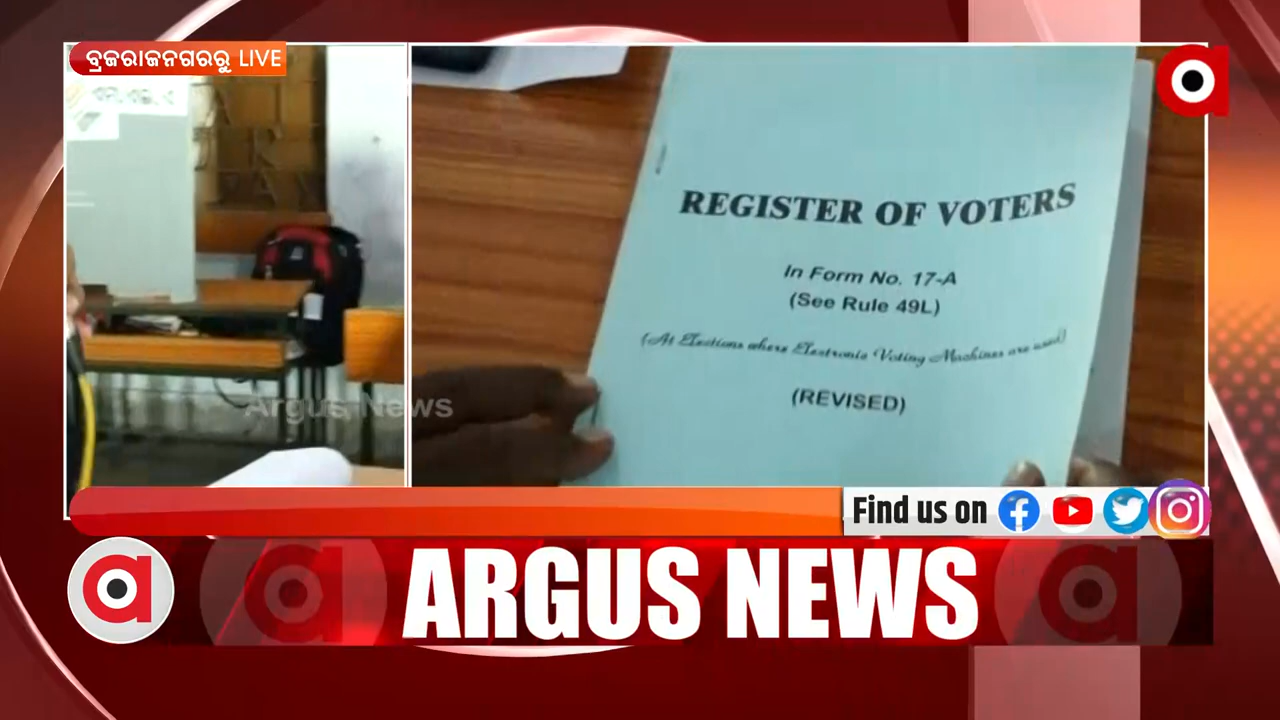 ବ୍ରଜରାଜନଗରରୁ LIVE
REGISTER OF VOTERS
In Form No. 17-A
(See Rule 49L)
(At Elections where Electronic Voting Machines are used)
(REVISED)
Argus News
Find us on
ARGUS NEWS